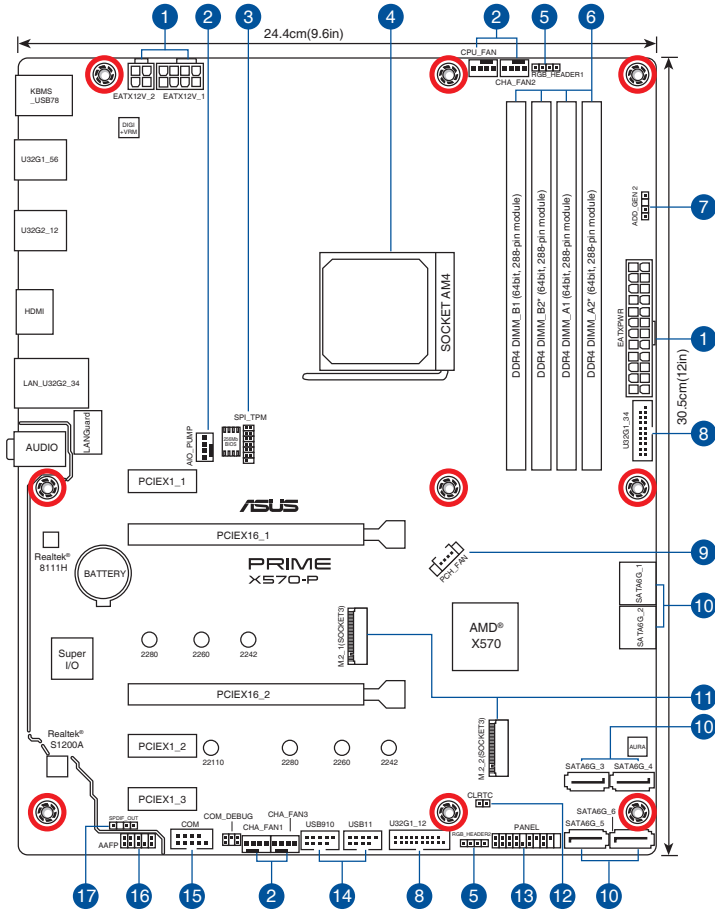 24.4cm(9.6in)
1
2
3
4
2
5
6
CPU_FAN
CHA_FAN2
RGB_HEADER1
KBMS
_USB78
EATX12V_2
EATX12V_1
DIGI
+VRM
U32G1_56
U32G2_12
HDMI
LAN_U32G2_34
LANGuard
AUDIO
ADD_GEN 2
7
SOCKET AM4
DDR4 DIMM_B1 (64bit, 288-pin module)
DDR4 DIMM_B2* (64bit, 288-pin module)
DDR4 DIMM_A1 (64bit, 288-pin module)
DDR4 DIMM_A2* (64bit, 288-pin module)
EATXPWR
1
30.5cm(12in)
U32G1_34
8
SPI_TPM
AIO_PUMP
256Mb
BIOS
PCIEX1_1
ASUS
PCIEX16_1
PRIME
X570-P
Realtek®
8111H
BATTERY
PCH_FAN
9
SATA6G_1
SATA6G_2
10
AMD®
X570
Super
I/O
2280
2260
2242
M.2_1(SOCKET3)
11
PCIEX16_2
Realtek®
S1200A
PCIEX1_2
22110
2280
2260
2242
M.2_2(SOCKET3)
10
AURA
SATA6G_3
SATA6G_4
PCIEX1_3
CLRTC
SATA6G_6
SATA6G_5
SPDIF_OUT
AAFP
COM
COM_DEBUG
CHA_FAN1
CHA_FAN3
USB910
USB11
U32G1_12
RGB_HEADER2
PANEL
17
16
15
2
14
8
5
13
12
10